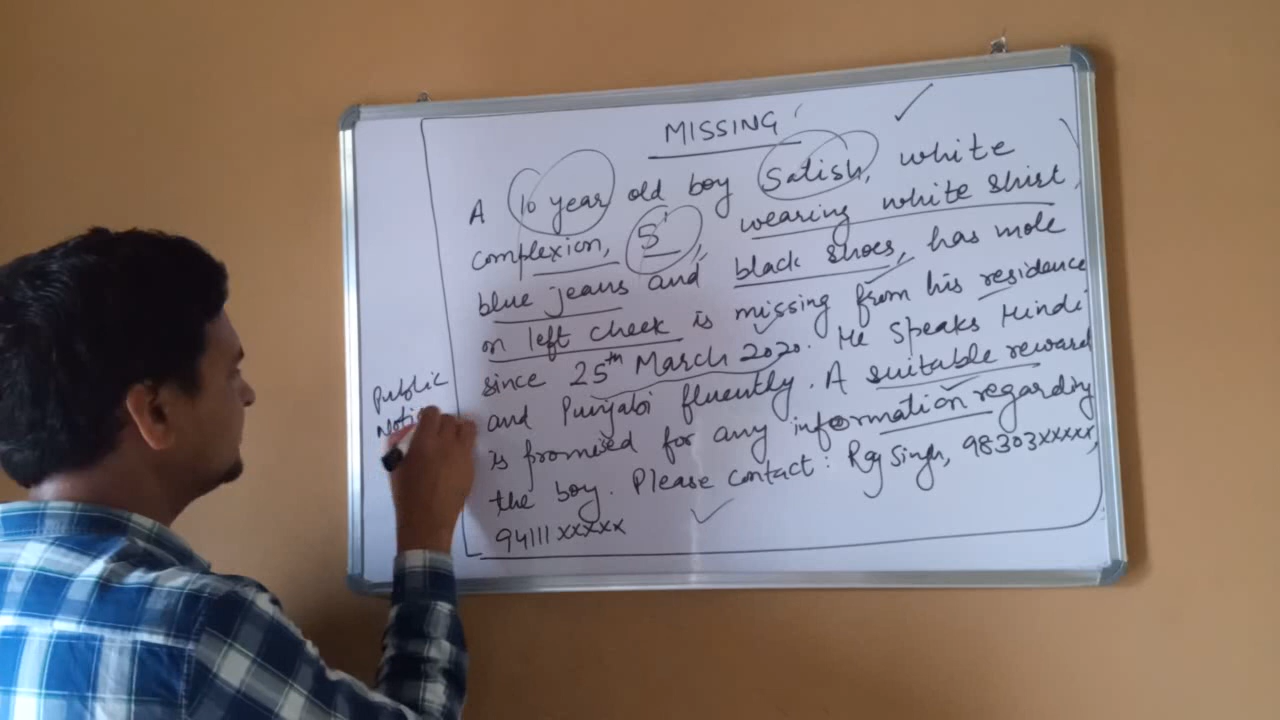 MISSING
A 10 year old boy Satish, white
complexion, 5', wearing white shirt,
blue jeans and black shoes, has mole
on left cheek is missing from his residence
since 25th March 2020. He speaks Hindi
and Punjabi fluently. A suitable reward
is promised for any information regarding
the boy. Please contact: Raj Singh, 98303xxxxx,
94111xxxxx
Public
Noti